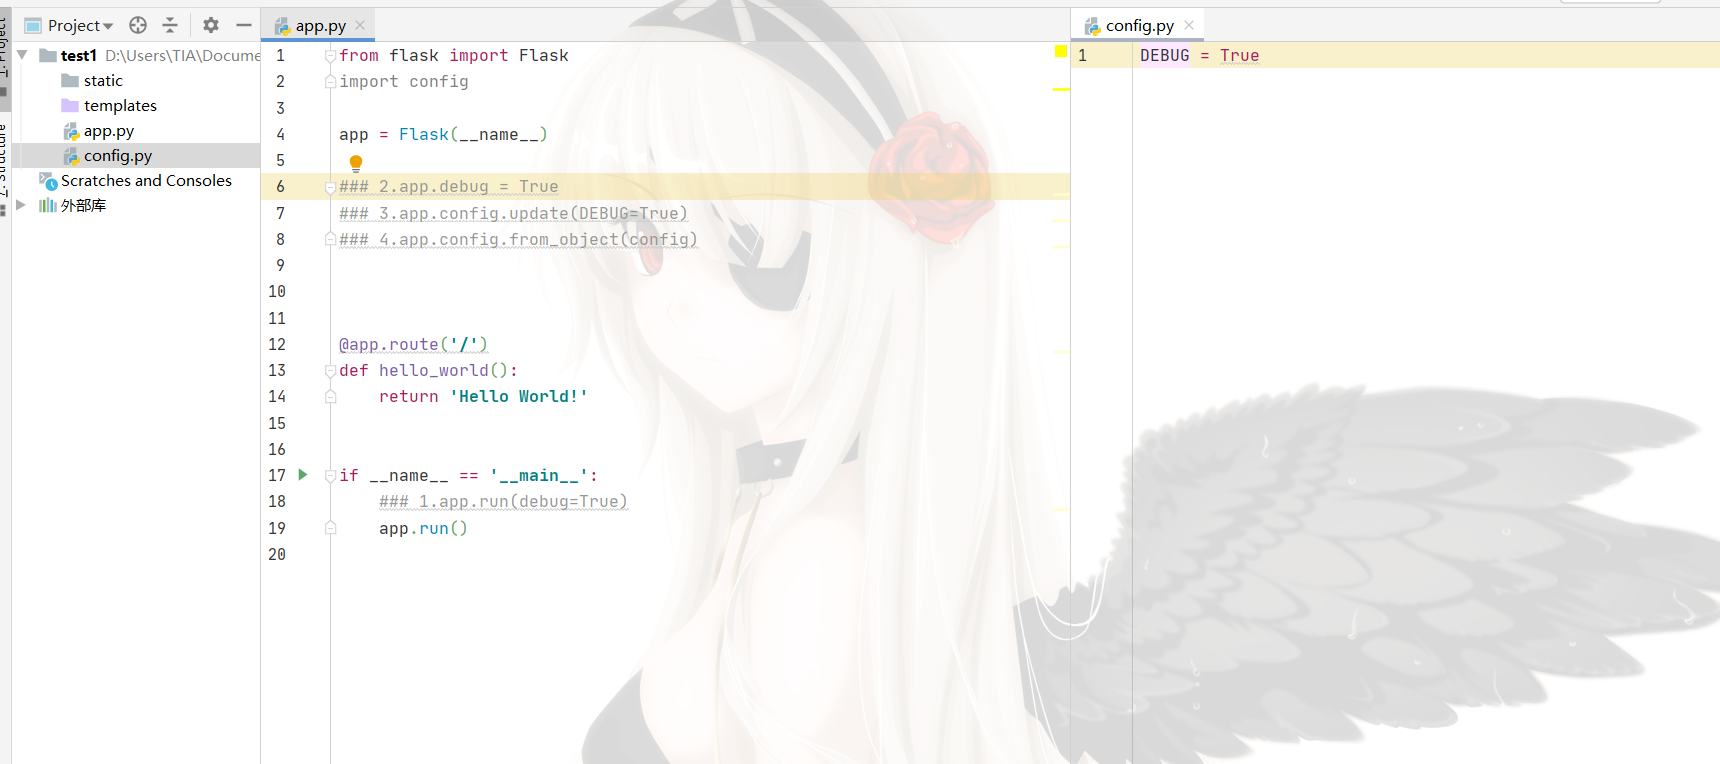 1: Project
Z: Structure
Project
test1 D:\Users\TIA\Docume
static
templates
app.py
config.py
Scratches and Consoles
外部库
app.py
1 from flask import Flask
2 import config
3
4 app = Flask(__name__)
5
6 ### 2.app.debug = True
7 ### 3.app.config.update(DEBUG=True)
8 ### 4.app.config.from_object(config)
9
10
11
12 @app.route('/')
13 def hello_world():
14     return 'Hello World!'
15
16
17 if __name__ == '__main__':
18     ### 1.app.run(debug=True)
19     app.run()
20
config.py
1 DEBUG = True